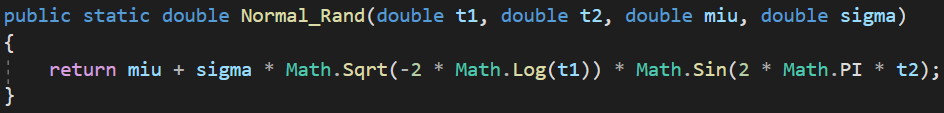 public static double Normal_Rand(double t1, double t2, double miu, double sigma)
{
    return miu + sigma * Math.Sqrt(-2 * Math.Log(t1)) * Math.Sin(2 * Math.PI * t2);
}